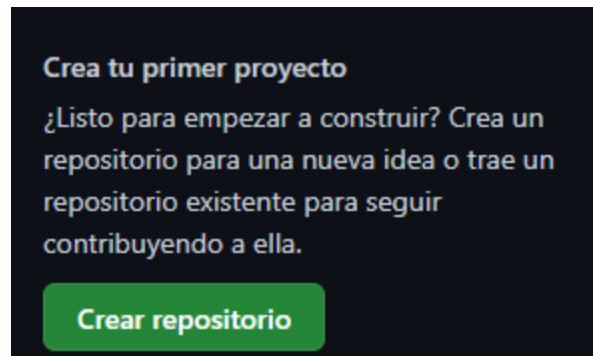 Crea tu primer proyecto
¿Listo para empezar a construir? Crea un
repositorio para una nueva idea o trae un
repositorio existente para seguir
contribuyendo a ella.
Crear repositorio